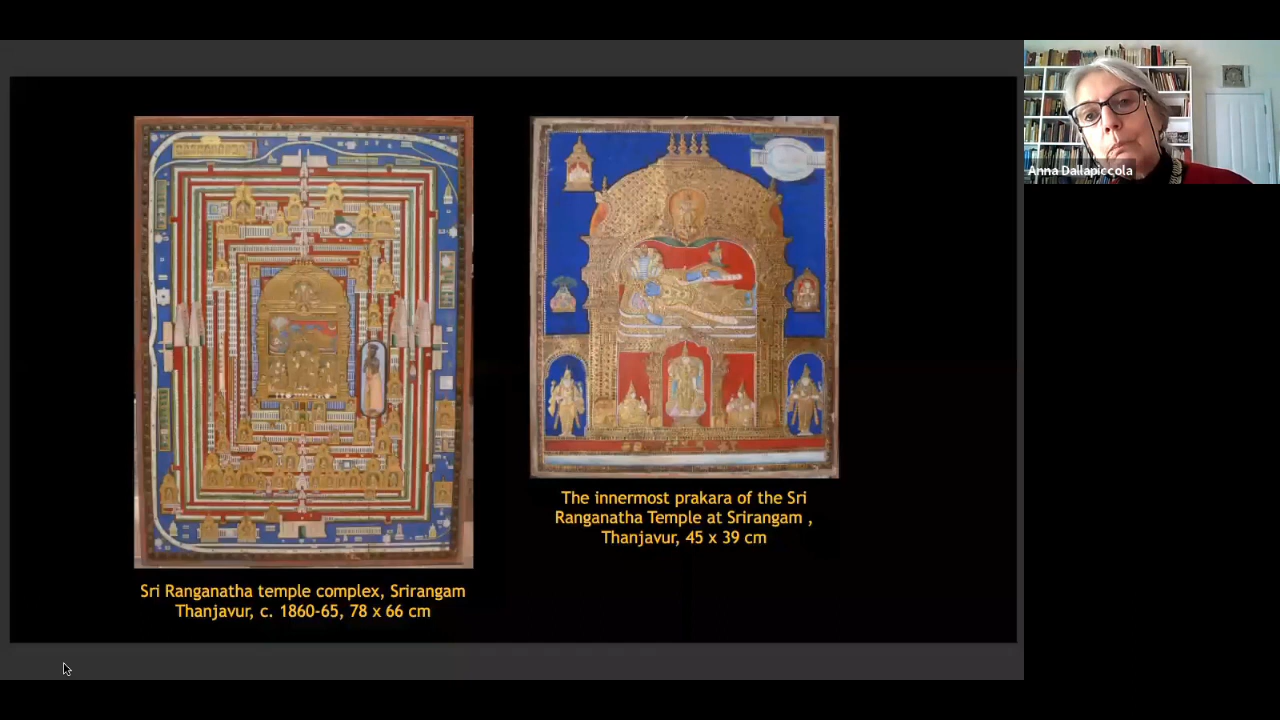 Anna Dallapiccola
The innermost prakara of the Sri
Ranganatha Temple at Srirangam ,
Thanjavur, 45 x 39 cm
Sri Ranganatha temple complex, Srirangam
Thanjavur, c. 1860-65, 78 x 66 cm